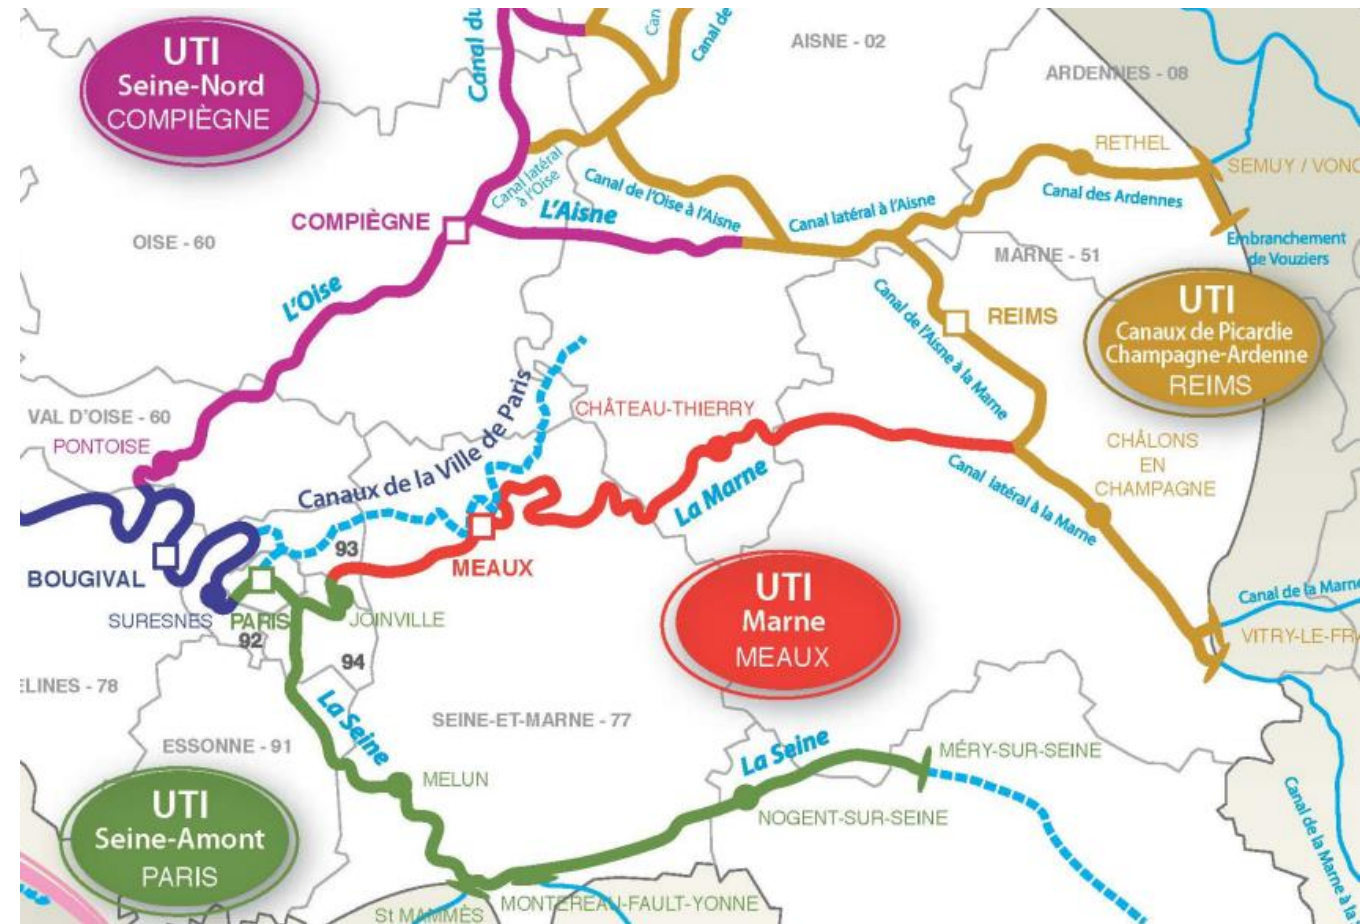 UTI
Seine-Nord
COMPIÈGNE
Canal du
Canal de
AISNE - 02
ARDENNES - 08
RETHEL
SEMUY / VONC
Canal des Ardennes
Embranchement
de Vouziers
Canal latéral
à l'Oise
Canal de l'Oise à l'Aisne
Canal latéral à l'Aisne
L'Aisne
COMPIÈGNE
OISE - 60
L'Oise
MARNE - 51
REIMS
Canal de l'Aisne à la Marne
UTI
Canaux de Picardie
Champagne-Ardenne
REIMS
VAL D'OISE - 60
PONTOISE
Canaux de la Ville de Paris
CHÂTEAU-THIERRY
La Marne
CHÂLONS
EN
CHAMPAGNE
Canal latéral à la Marne
93
MEAUX
BOUGIVAL
SURESNES
PARIS
92
JOINVILLE
94
UTI
Marne
MEAUX
Canal de la Marne
VITRY-LE-FR
ELINES - 78
La Seine
SEINE-ET-MARNE - 77
ESSONNE - 91
MELUN
La Seine
MÉRY-SUR-SEINE
NOGENT-SUR-SEINE
Canal de la Marne à la
UTI
Seine-Amont
PARIS
St MAMMÈS
MONTEREAU-FAULT-YONNE